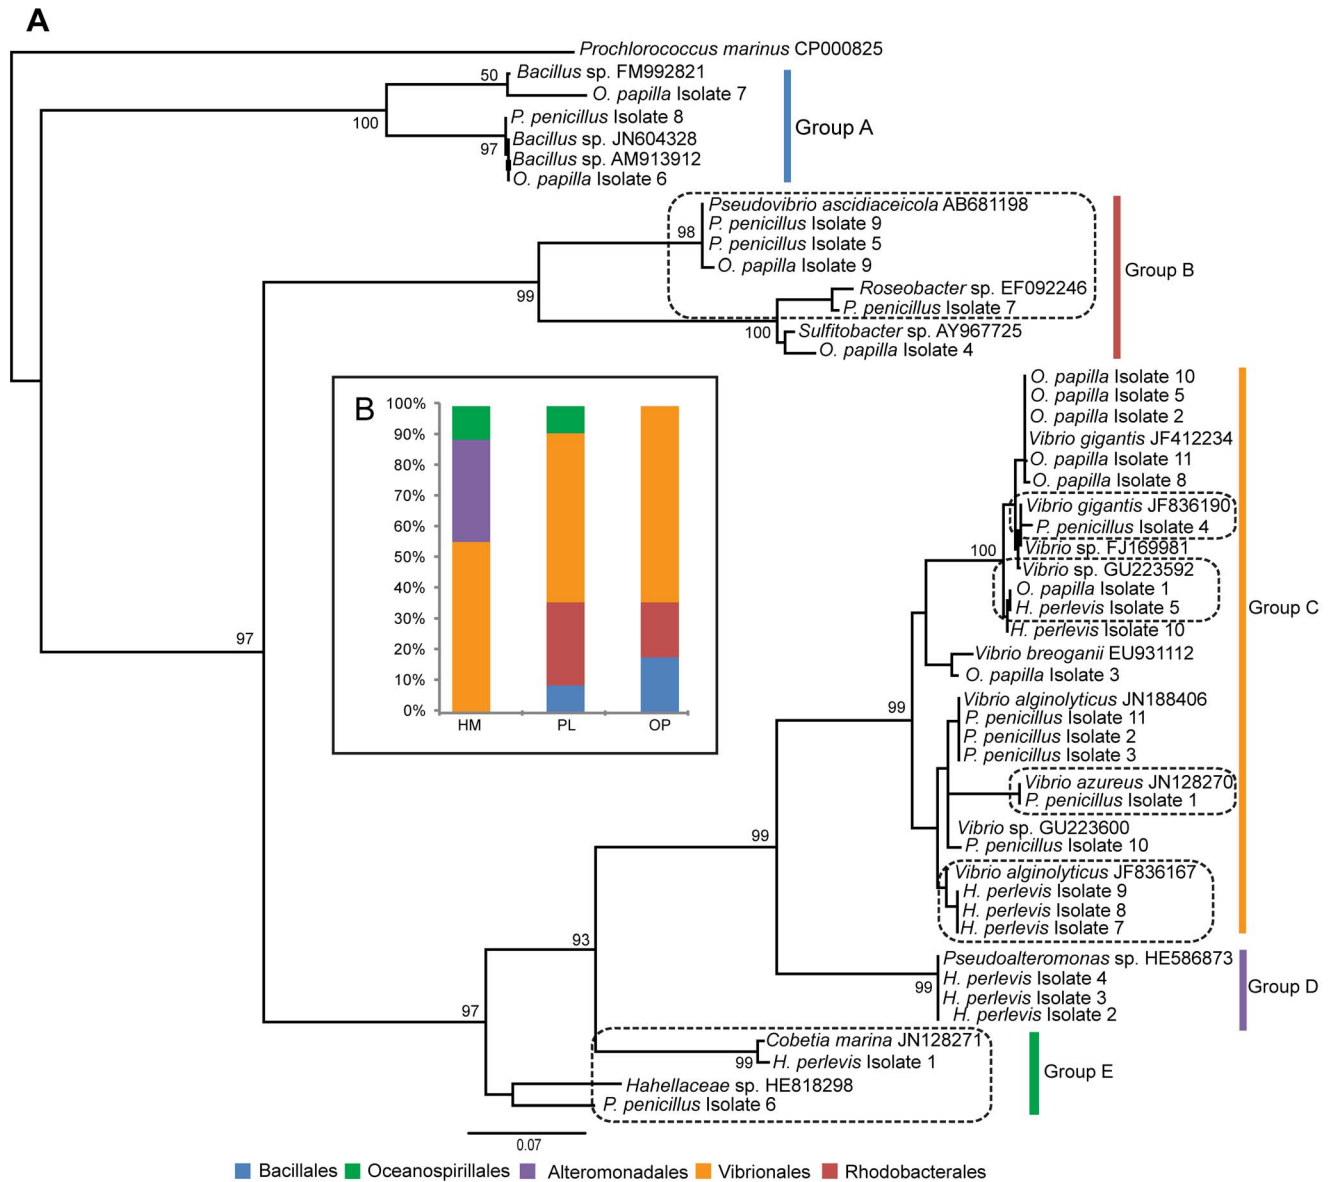 A
Prochlorococcus marinus CP000825
50
Bacillus sp. FM992821
O. papilla Isolate 7
100
P. penicillus Isolate 8
97
Bacillus sp. JN604328
Bacillus sp. AM913912
O. papilla Isolate 6
Group A
Pseudovibrio ascidiaceicola AB681198
P. penicillus Isolate 9
98
P. penicillus Isolate 5
O. papilla Isolate 9
99
Roseobacter sp. EF092246
P. penicillus Isolate 7
100
Sulfitobacter sp. AY967725
O. papilla Isolate 4
Group B
O. papilla Isolate 10
O. papilla Isolate 5
O. papilla Isolate 2
Vibrio gigantis JF412234
O. papilla Isolate 11
O. papilla Isolate 8
Vibrio gigantis JF836190
P. penicillus Isolate 4
100
Vibrio sp. FJ169981
Vibrio sp. GU223592
O. papilla Isolate 1
H. perlevis Isolate 5
H. perlevis Isolate 10
Group C
Vibrio breoganii EU931112
O. papilla Isolate 3
99
Vibrio alginolyticus JN188406
P. penicillus Isolate 11
P. penicillus Isolate 2
P. penicillus Isolate 3
Vibrio azureus JN128270
P. penicillus Isolate 1
Vibrio sp. GU223600
P. penicillus Isolate 10
99
Vibrio alginolyticus JF836167
H. perlevis Isolate 9
H. perlevis Isolate 8
H. perlevis Isolate 7
93
Pseudoalteromonas sp. HE586873
H. perlevis Isolate 4
99
H. perlevis Isolate 3
H. perlevis Isolate 2
Group D
97
97
Cobetia marina JN128271
99
H. perlevis Isolate 1
Hahellaceae sp. HE818298
P. penicillus Isolate 6
Group E
0.07
B
100%
90%
80%
70%
60%
50%
40%
30%
20%
10%
0%
HM PL OP
Bacillales Oceanospirillales Alteromonadales Vibrionales Rhodobacterales